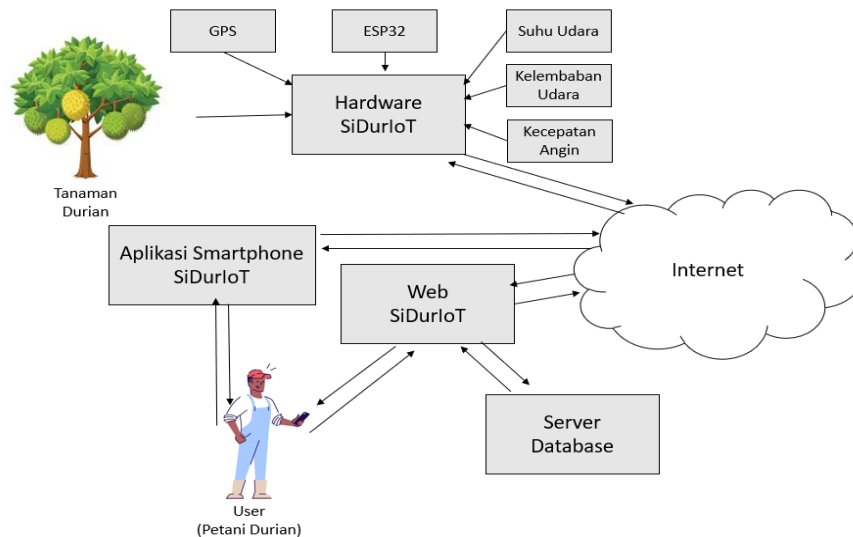 GPS
ESP32
Suhu Udara
Hardware
SiDurIoT
Kelembaban
Udara
Kecepatan
Angin
Tanaman
Durian
Aplikasi Smartphone
SiDurIoT
Internet
Web
SiDurIoT
Server
Database
User
(Petani Durian)